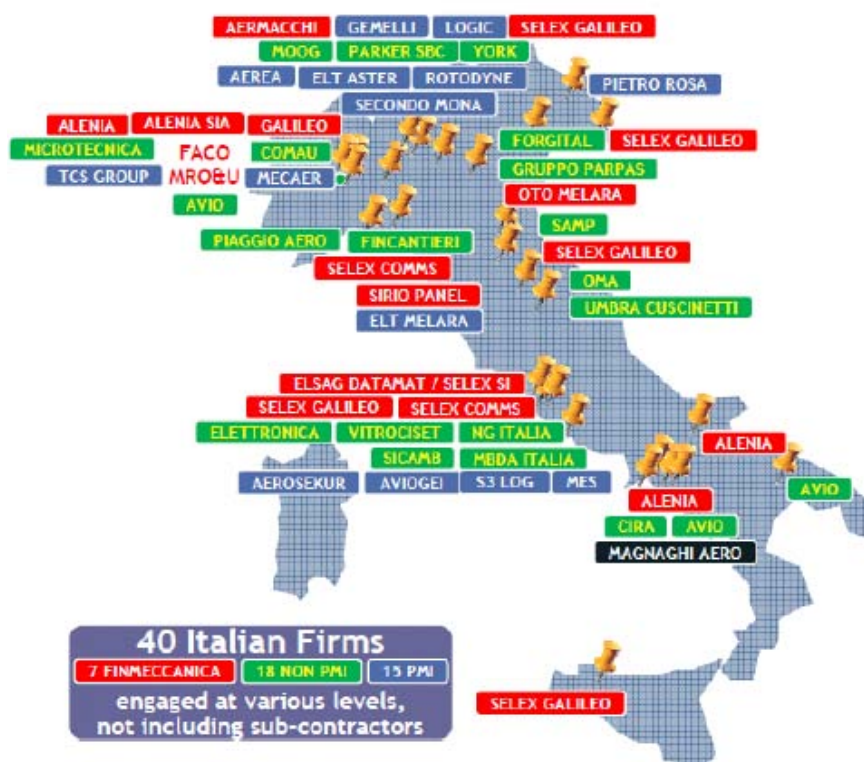 AERMACCHI GEMELLI LOGIC SELEX GALILEO
MOOG PARKER SBC YORK
AEREA ELT ASTER ROTODYNE PIETRO ROSA
SECONDO MONA
ALENIA ALENIA SIA GALILEO FORGITAL SELEX GALILEO
MICROTECNICA FACO COMAU GRUPPO PARPAS
TCS GROUP MRO&U MECAER OTO MELARA
AVIO SAMP
PIAGGIO AERO FINCANTIERI SELEX GALILEO
SELEX COMMS OMA
SIRIO PANEL UMBRA CUSCINETTI
ELT MELARA
ELSAG DATAMAT / SELEX SI
SELEX GALILEO SELEX COMMS
ELETTRONICA VITROCISET NG ITALIA ALENIA
SICAMB MBDA ITALIA
AEROSEKUR AVIOGEI S3 LOG MES AVIO
ALENIA
CIRA AVIO
MAGNAGHI AERO
40 Italian Firms
7 FINMECCANICA 18 NON PMI 15 PMI
engaged at various levels,
not including sub-contractors
SELEX GALILEO